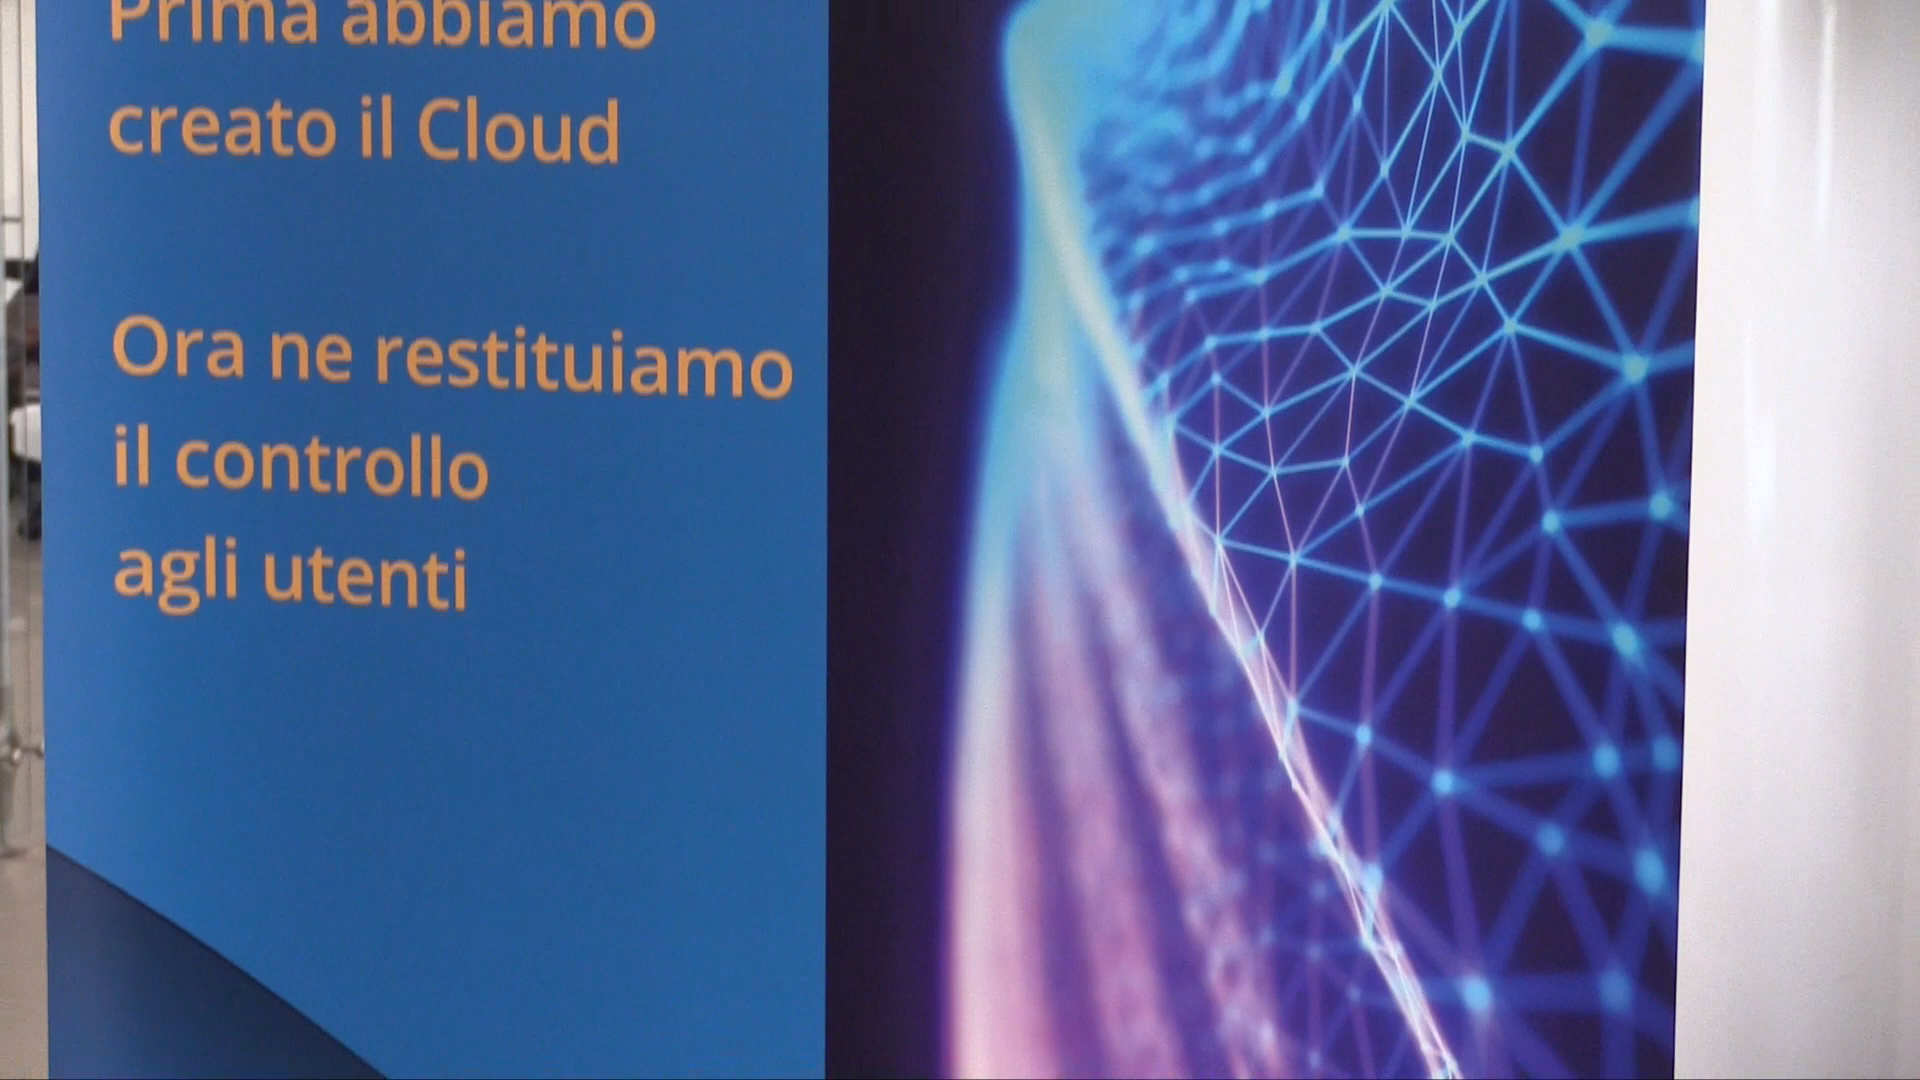 Prima abbiamo
creato il Cloud
Ora ne restituiamo
il controllo
agli utenti